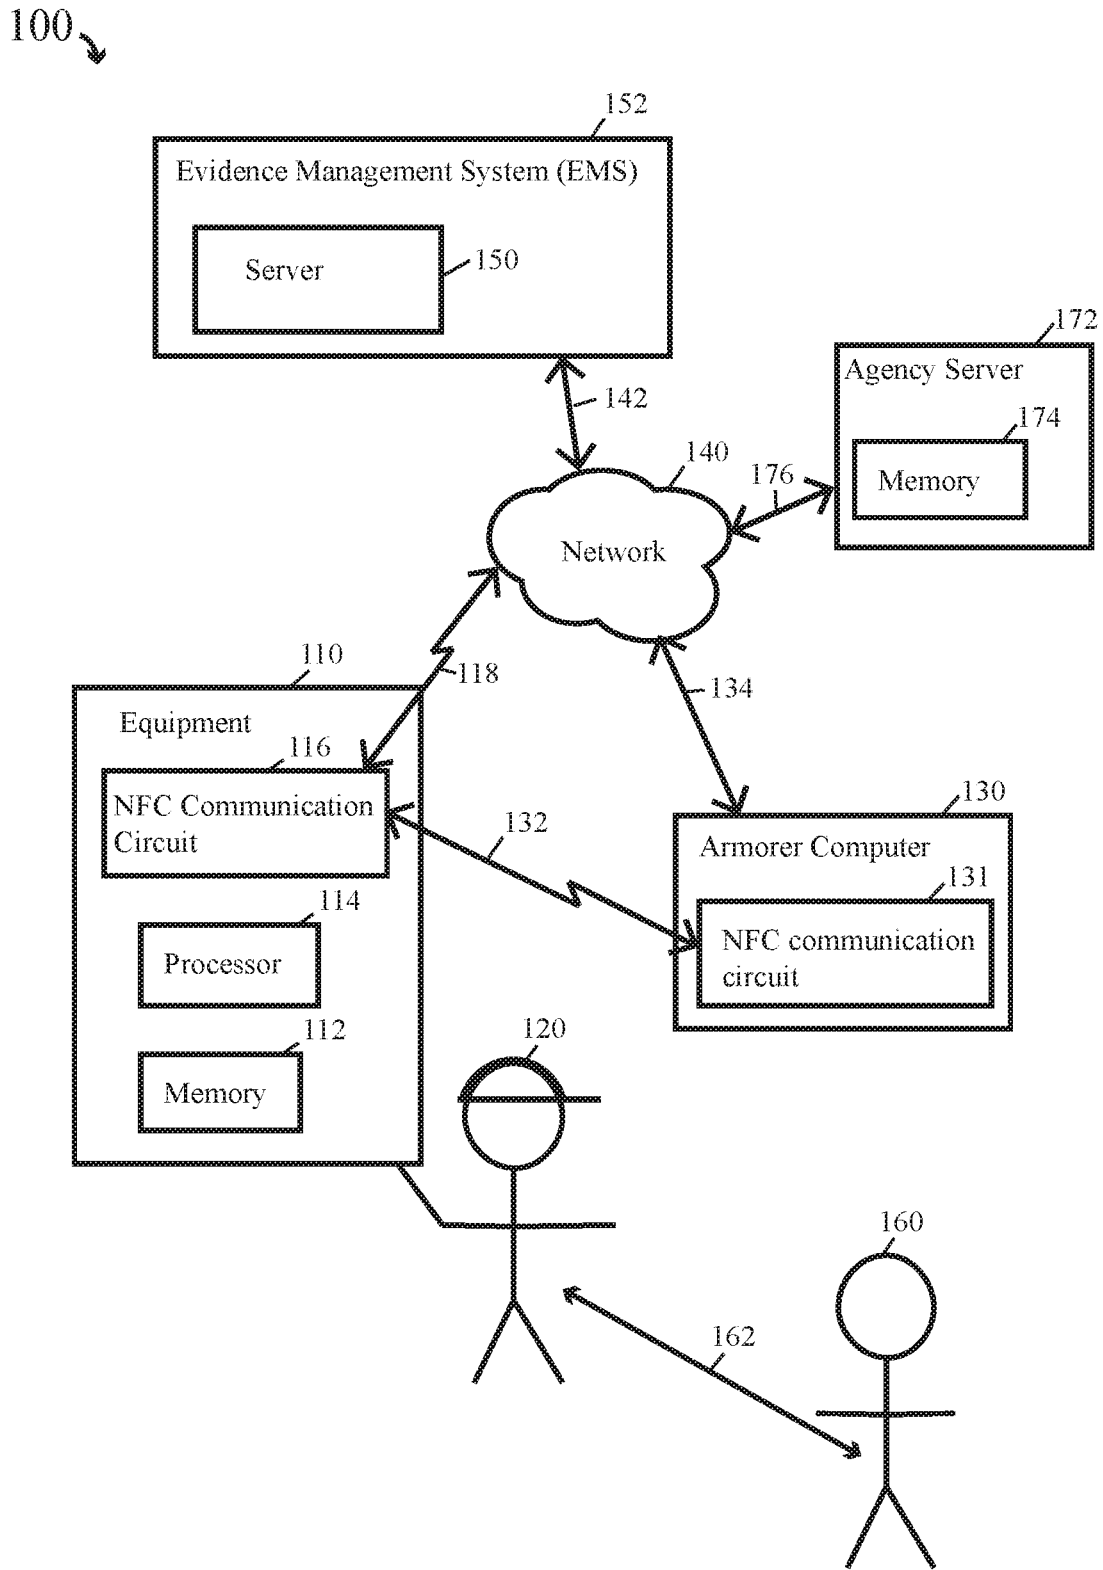 100
152
Evidence Management System (EMS)
Server
150
172
Agency Server
174
Memory
142
140
176
Network
118
134
110
Equipment
116
NFC Communication
Circuit
132
130
Armorer Computer
131
NFC communication
circuit
114
Processor
112
Memory
120
160
162